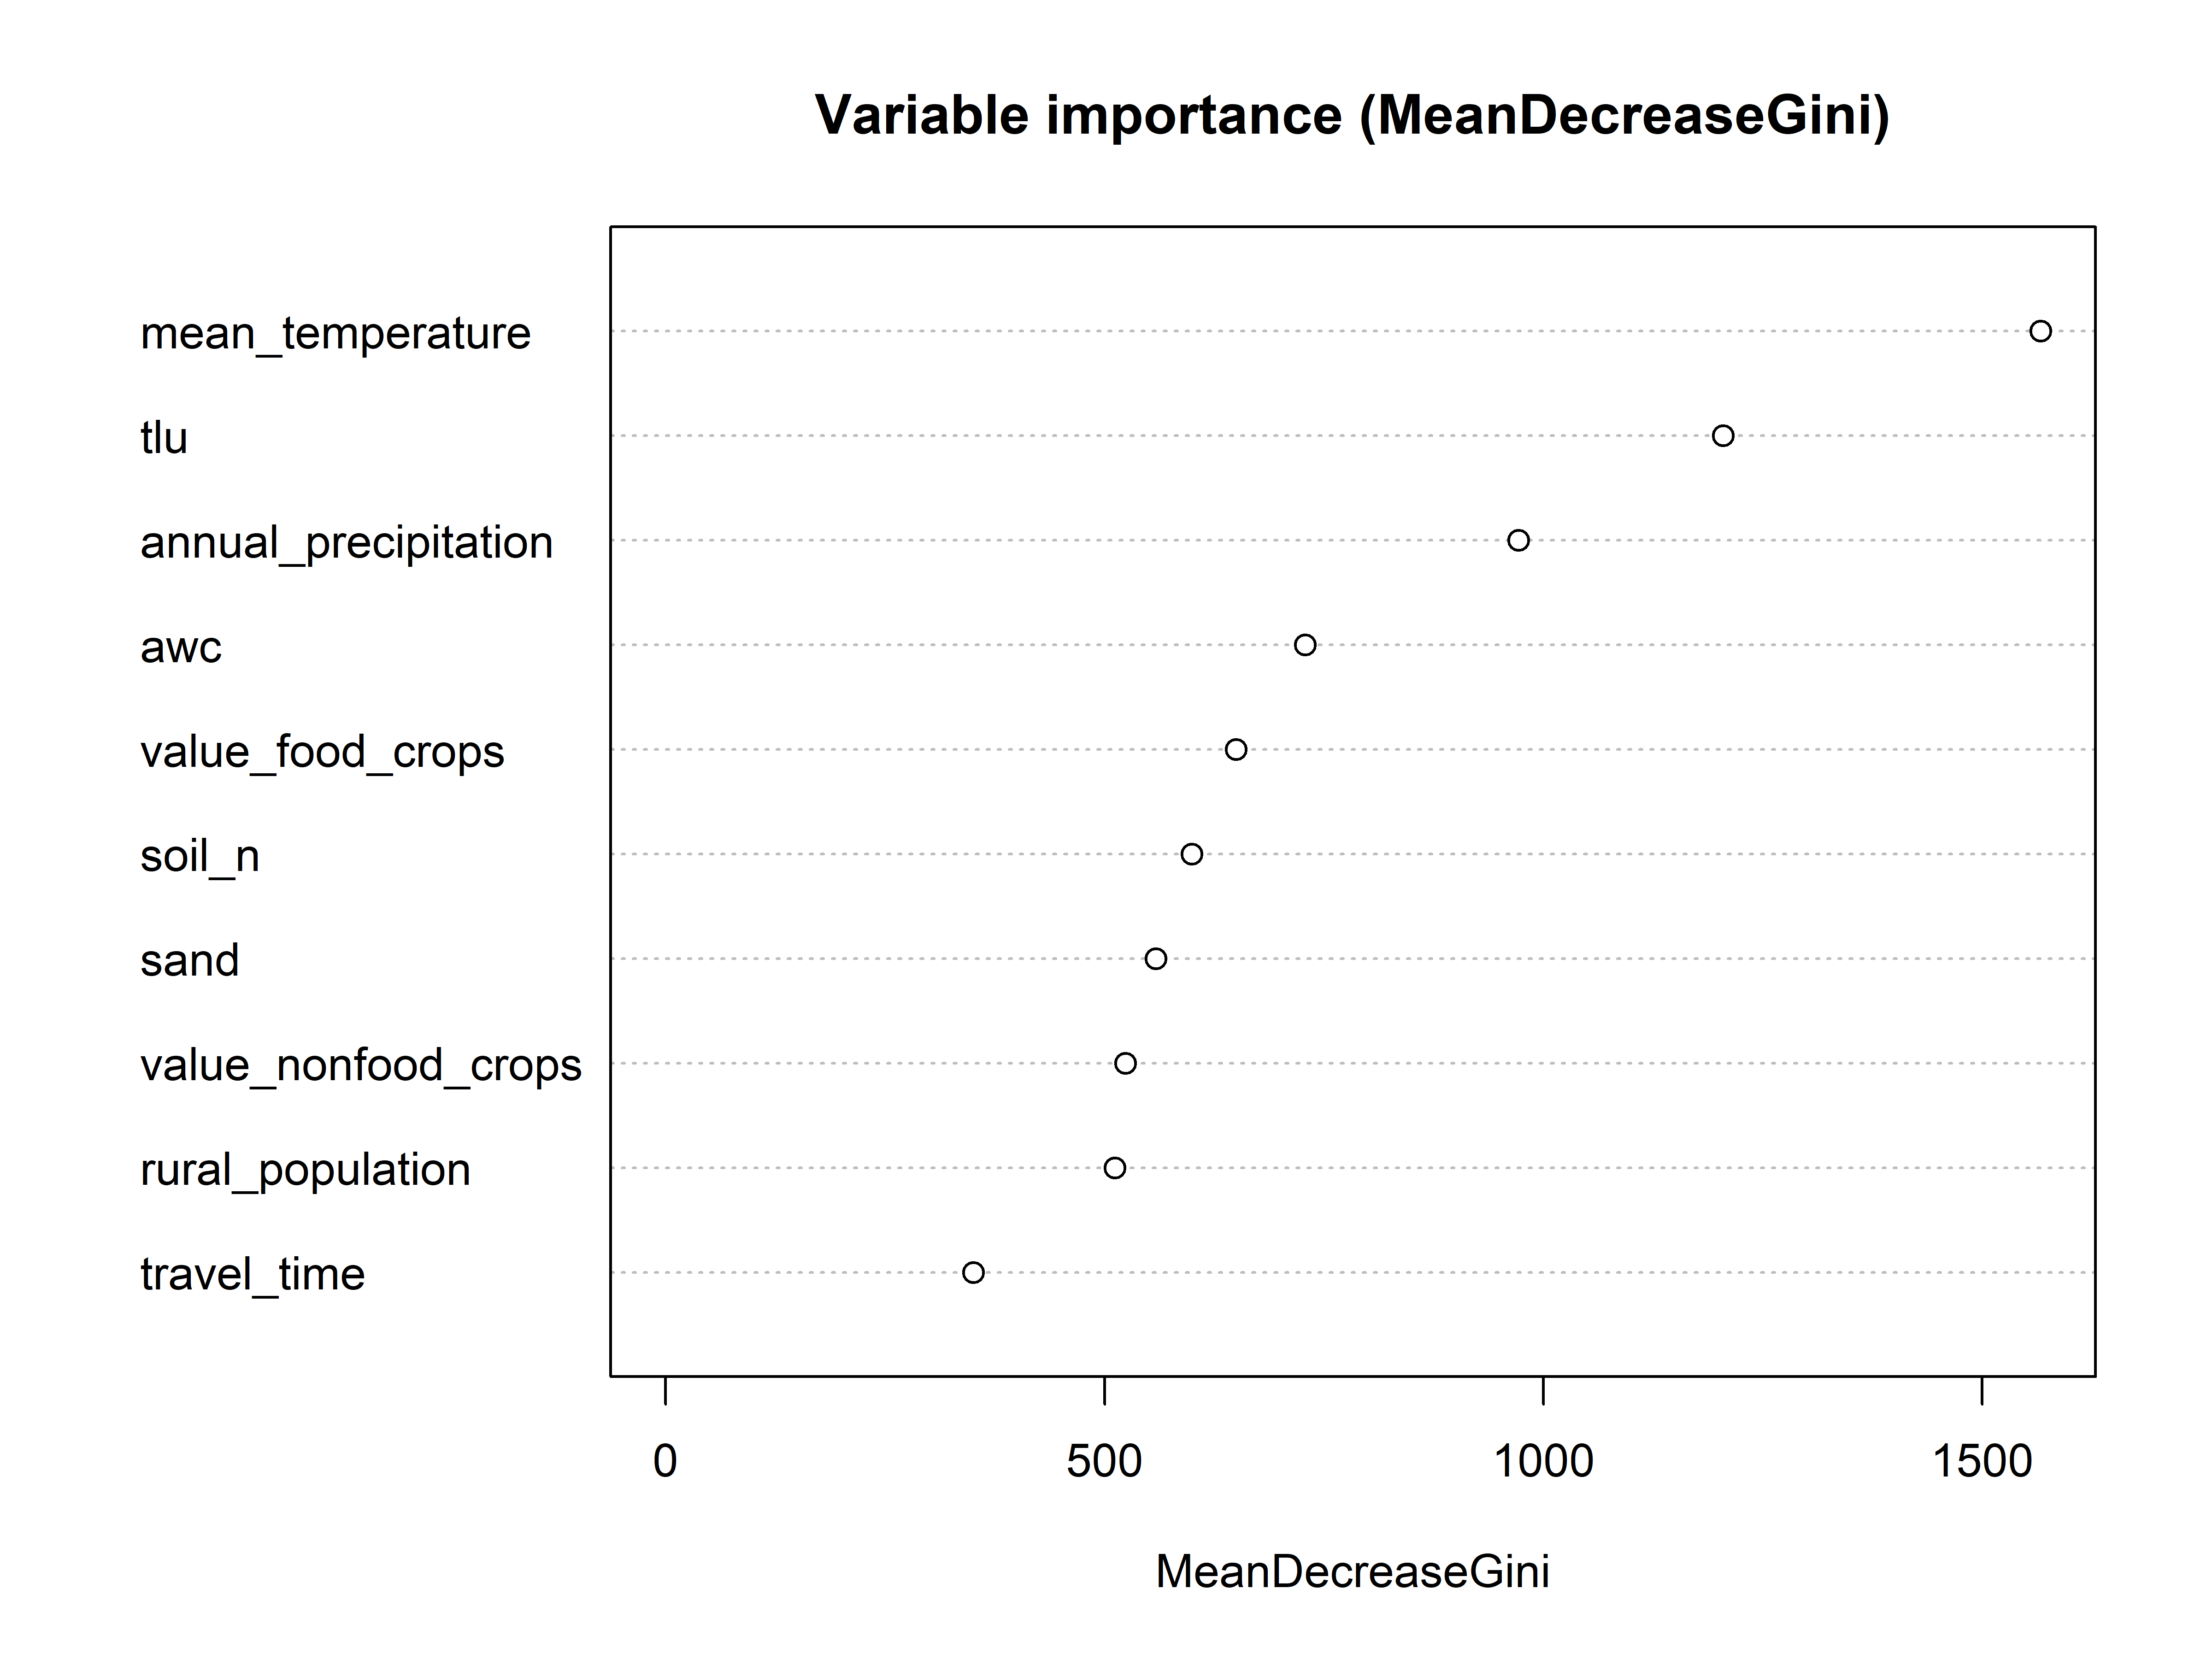 Variable importance (MeanDecreaseGini)
mean_temperature
tlu
annual_precipitation
awc
value_food_crops
soil_n
sand
value_nonfood_crops
rural_population
travel_time
0 500 1000 1500
MeanDecreaseGini